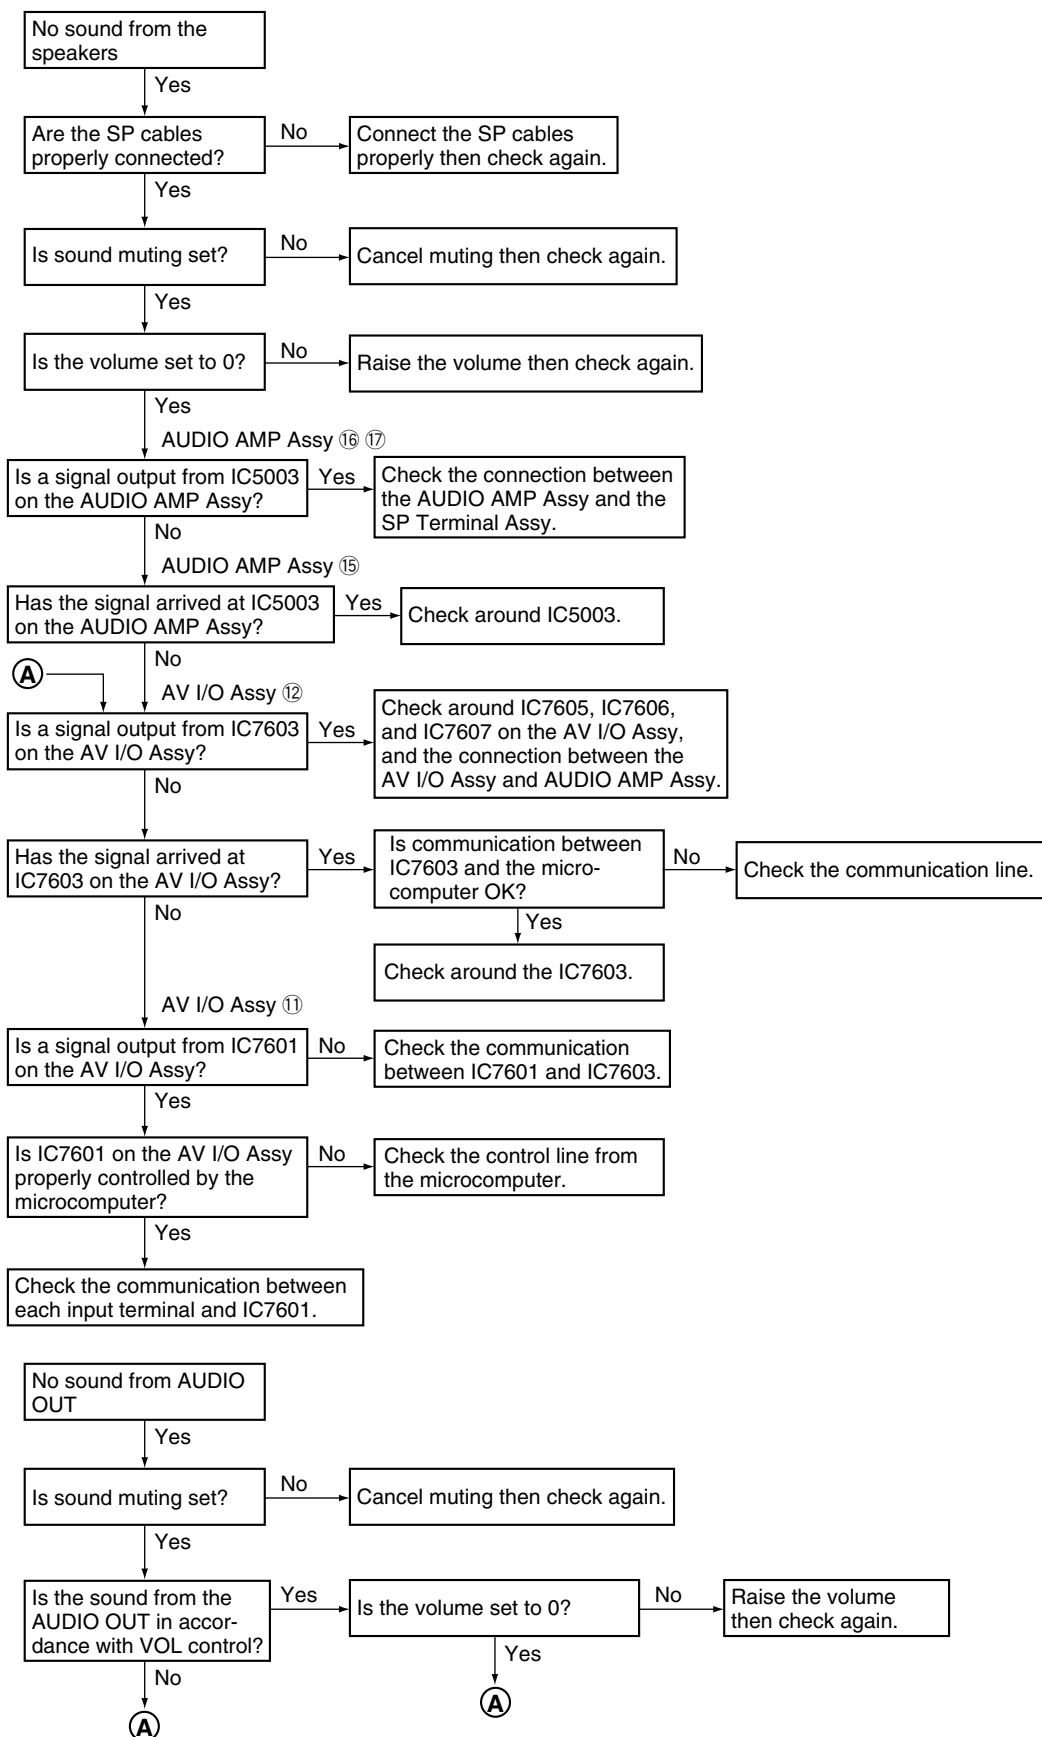 No sound from the
speakers
Yes
Are the SP cables
properly connected?
No
Connect the SP cables
properly then check again.
Yes
Is sound muting set?
No
Cancel muting then check again.
Yes
Is the volume set to 0?
No
Raise the volume then check again.
Yes
AUDIO AMP Assy ⑯ ⑰
Is a signal output from IC5003
on the AUDIO AMP Assy?
Yes
Check the connection between
the AUDIO AMP Assy and the
SP Terminal Assy.
No
AUDIO AMP Assy ⑮
Has the signal arrived at IC5003
on the AUDIO AMP Assy?
Yes
Check around IC5003.
No
A
AV I/O Assy ⑫
Is a signal output from IC7603
on the AV I/O Assy?
Yes
Check around IC7605, IC7606,
and IC7607 on the AV I/O Assy,
and the connection between the
AV I/O Assy and AUDIO AMP Assy.
No
Has the signal arrived at
IC7603 on the AV I/O Assy?
Yes
Is communication between
IC7603 and the micro-
computer OK?
No
Check the communication line.
Yes
Check around the IC7603.
No
AV I/O Assy ⑪
Is a signal output from IC7601
on the AV I/O Assy?
No
Check the communication
between IC7601 and IC7603.
Yes
Is IC7601 on the AV I/O Assy
properly controlled by the
microcomputer?
No
Check the control line from
the microcomputer.
Yes
Check the communication between
each input terminal and IC7601.
No sound from AUDIO
OUT
Yes
Is sound muting set?
No
Cancel muting then check again.
Yes
Is the sound from the
AUDIO OUT in accor-
dance with VOL control?
Yes
Is the volume set to 0?
No
Raise the volume
then check again.
Yes
A
No
A